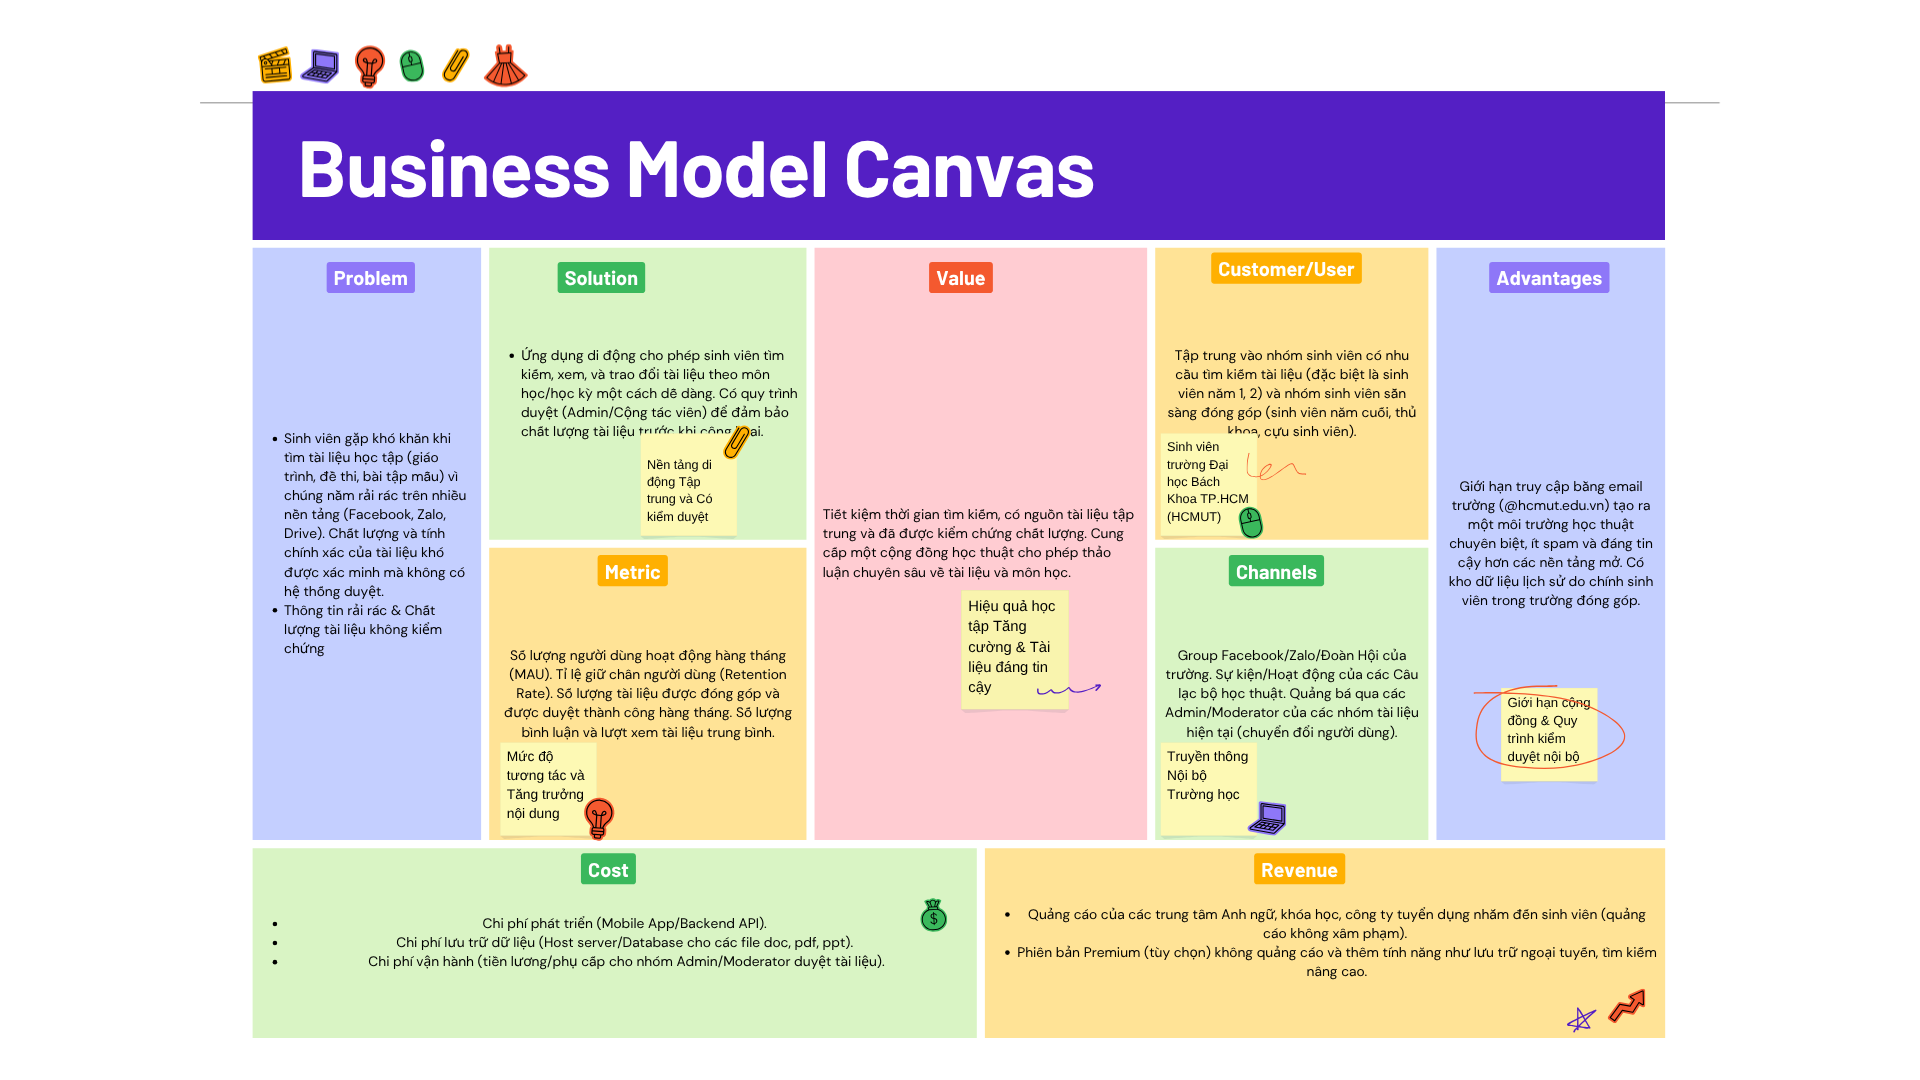 Business Model Canvas
Problem
Sinh viên gặp khó khăn khi
tìm tài liệu học tập (giáo
trình, đề thi, bài tập mẫu) vì
chúng nằm rải rác trên nhiều
nền tảng (Facebook, Zalo,
Drive). Chất lượng và tính
chính xác của tài liệu khó
được xác minh mà không có
hệ thống duyệt.
Thông tin rải rác & Chất
lượng tài liệu không kiểm
chứng
Solution
Ứng dụng di động cho phép sinh viên tìm
kiếm, xem, và trao đổi tài liệu theo môn
học/học kỳ một cách dễ dàng. Có quy trình
duyệt (Admin/Cộng tác viên) để đảm bảo
chất lượng tài liệu trước khi công ai.
Nền tảng di
động Tập
trung và Có
kiểm duyệt
Metric
Số lượng người dùng hoạt động hàng tháng
(MAU). Tỉ lệ giữ chân người dùng (Retention
Rate). Số lượng tài liệu được đóng góp và
được duyệt thành công hàng tháng. Số lượng
bình luận và lượt xem tài liệu trung bình.
Mức độ
tương tác và
Tăng trưởng
nội dung
Value
Tiết kiệm thời gian tìm kiếm, có nguồn tài liệu tập
trung và đã được kiểm chứng chất lượng. Cung
cấp một cộng đồng học thuật cho phép thảo
luận chuyên sâu về tài liệu và môn học.
Hiệu quả học
tập Tăng
cường & Tài
liệu đáng tin
cậy
Customer/User
Tập trung vào nhóm sinh viên có nhu
cầu tìm kiếm tài liệu (đặc biệt là sinh
viên năm 1, 2) và nhóm sinh viên sẵn
sàng đóng góp (sinh viên năm cuối, thủ
khoa, cựu sinh viên).
Sinh viên
trường Đại
học Bách
Khoa TP.HCM
(HCMUT)
Channels
Group Facebook/Zalo/Đoàn Hội của
trường. Sự kiện/Hoạt động của các Câu
lạc bộ học thuật. Quảng bá qua các
Admin/Moderator của các nhóm tài liệu
hiện tại (chuyển đổi người dùng).
Truyền thông
Nội bộ
Trường học
Advantages
Giới hạn truy cập bằng email
trường (@hcmut.edu.vn) tạo ra
một môi trường học thuật
chuyên biệt, ít spam và đáng tin
cậy hơn các nền tảng mở. Có
kho dữ liệu lịch sử do chính sinh
viên trong trường đóng góp.
Giới hạn cộng
đồng & Quy
trình kiểm
duyệt nội bộ
Cost
Chi phí phát triển (Mobile App/Backend API).
Chi phí lưu trữ dữ liệu (Host server/Database cho các file doc, pdf, ppt).
Chi phí vận hành (tiền lương/phụ cấp cho nhóm Admin/Moderator duyệt tài liệu).
$
Revenue
Quảng cáo của các trung tâm Anh ngữ, khóa học, công ty tuyển dụng nhắm đến sinh viên (quảng
cáo không xâm phạm).
Phiên bản Premium (tùy chọn) không quảng cáo và thêm tính năng như lưu trữ ngoại tuyến, tìm kiếm
nâng cao.